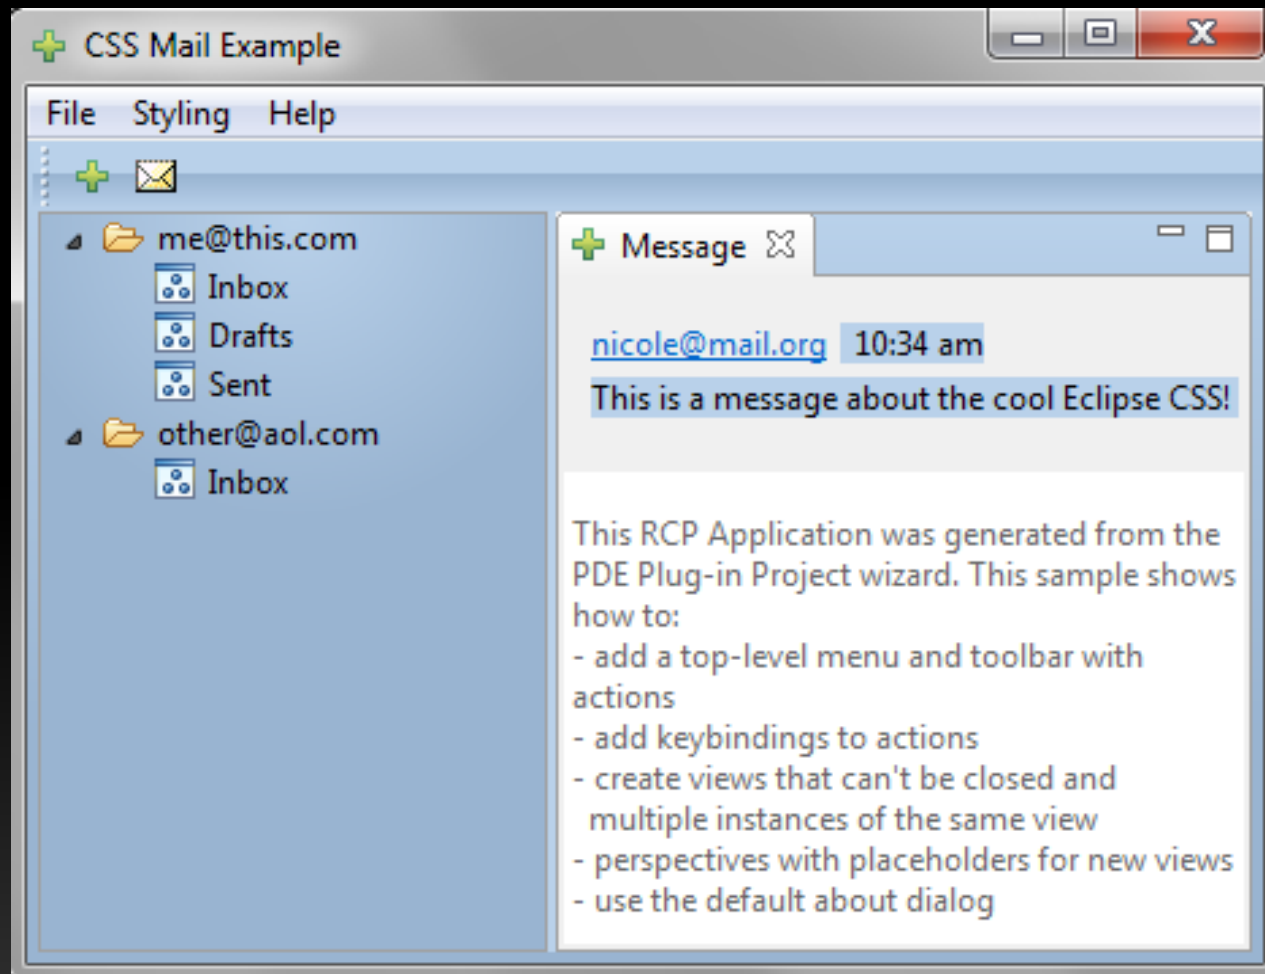 CSS Mail Example
File Styling Help
me@this.com
Inbox
Drafts
Sent
other@aol.com
Inbox
Message
nicole@mail.org 10:34 am
This is a message about the cool Eclipse CSS!
This RCP Application was generated from the
PDE Plug-in Project wizard. This sample shows
how to:
- add a top-level menu and toolbar with
actions
- add keybindings to actions
- create views that can't be closed and
multiple instances of the same view
- perspectives with placeholders for new views
- use the default about dialog